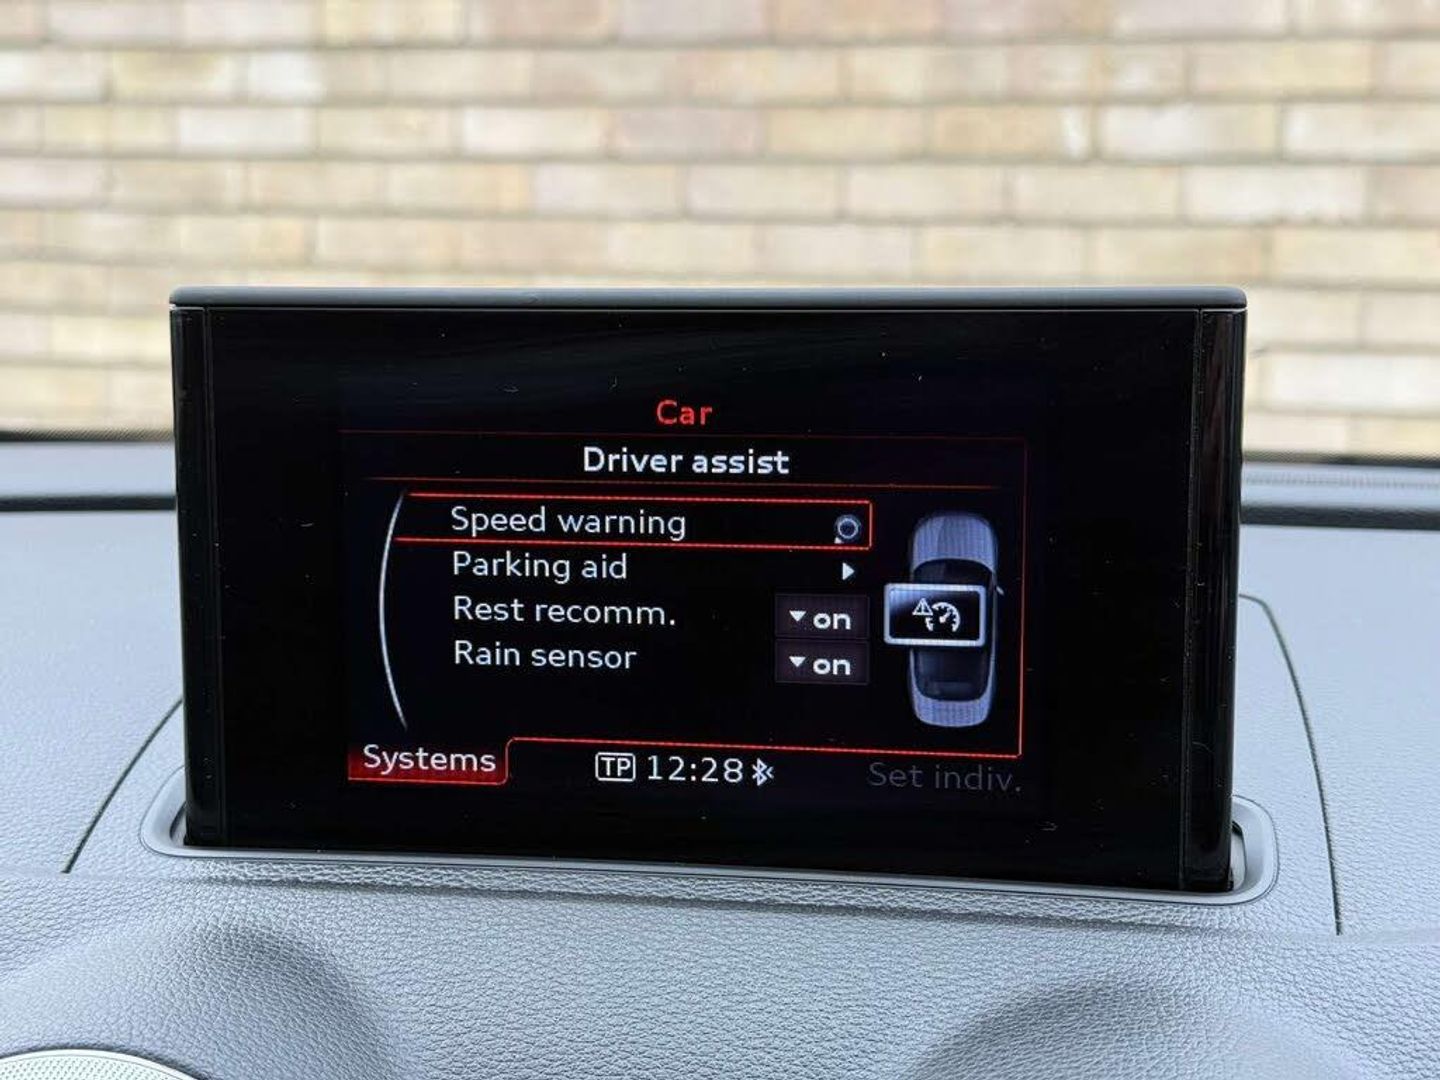 Car
Driver assist
Speed warning
Parking aid
Rest recomm. on
Rain sensor on
Systems TP 12:28 Set indiv.